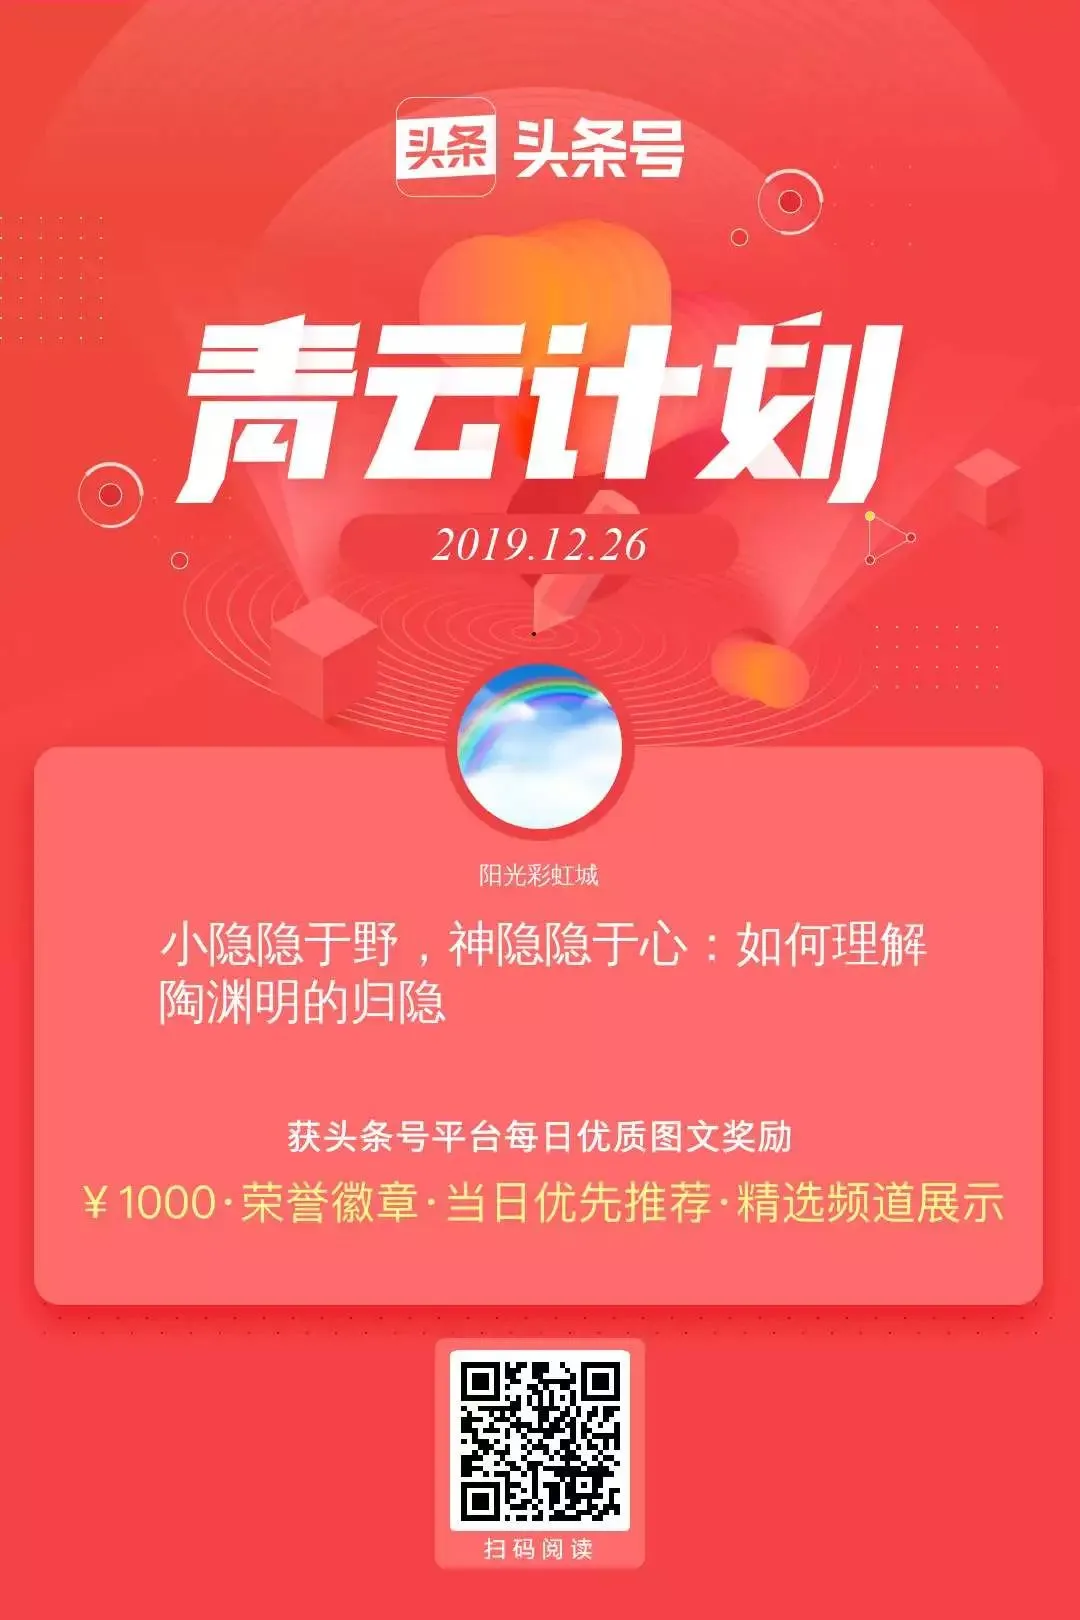 头条 头条号
青云计划
2019.12.26
阳光彩虹城
小隐隐于野，神隐隐于心：如何理解
陶渊明的归隐
获头条号平台每日优质图文奖励
￥1000·荣誉徽章·当日优先推荐·精选频道展示
扫码阅读